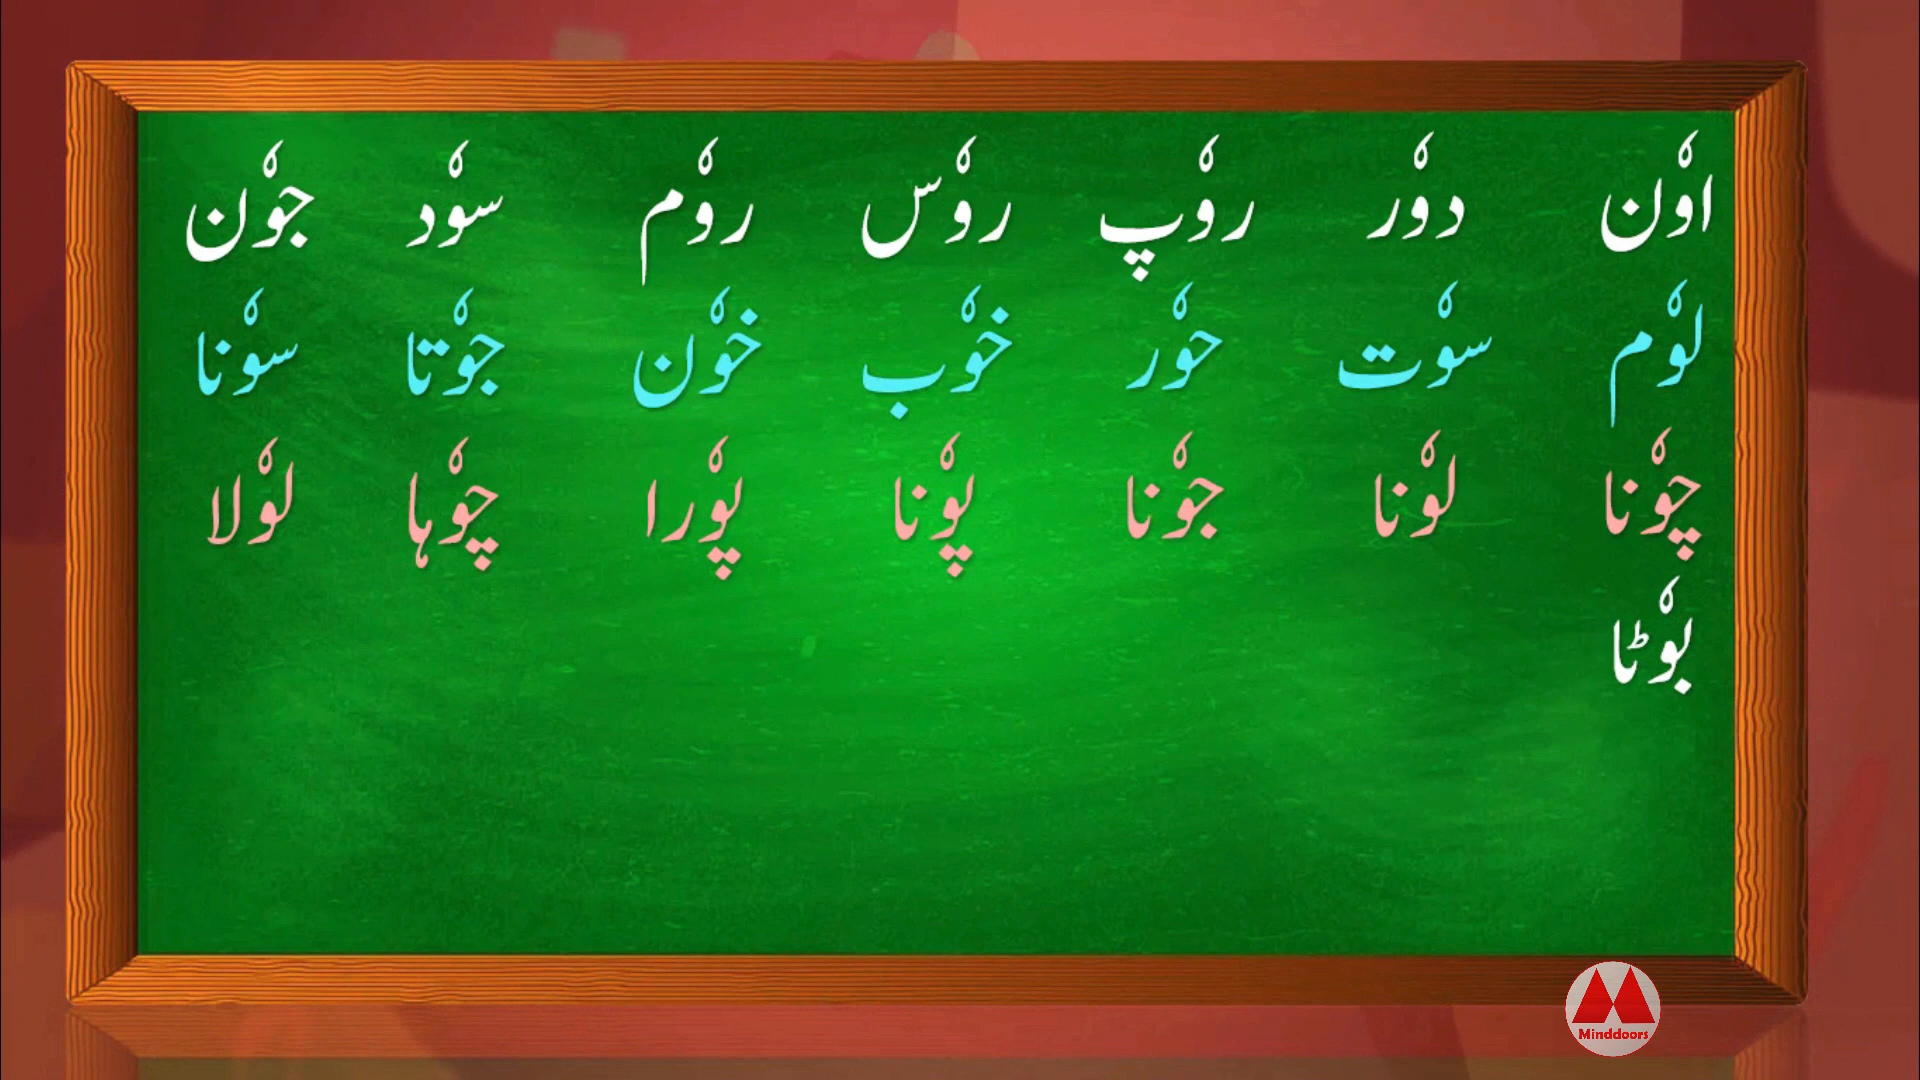 اوٗن دوٗر روٗپ روٗس روٗم سوٗد جوٗن
لوٗم سوٗت حوٗر خوٗب خوٗن جوٗتا سوٗنا
چوٗنا لوٗنا جوٗنا پوٗنا پوٗرا چوٗہا لوٗلا
بوٗٹا
Minddoors